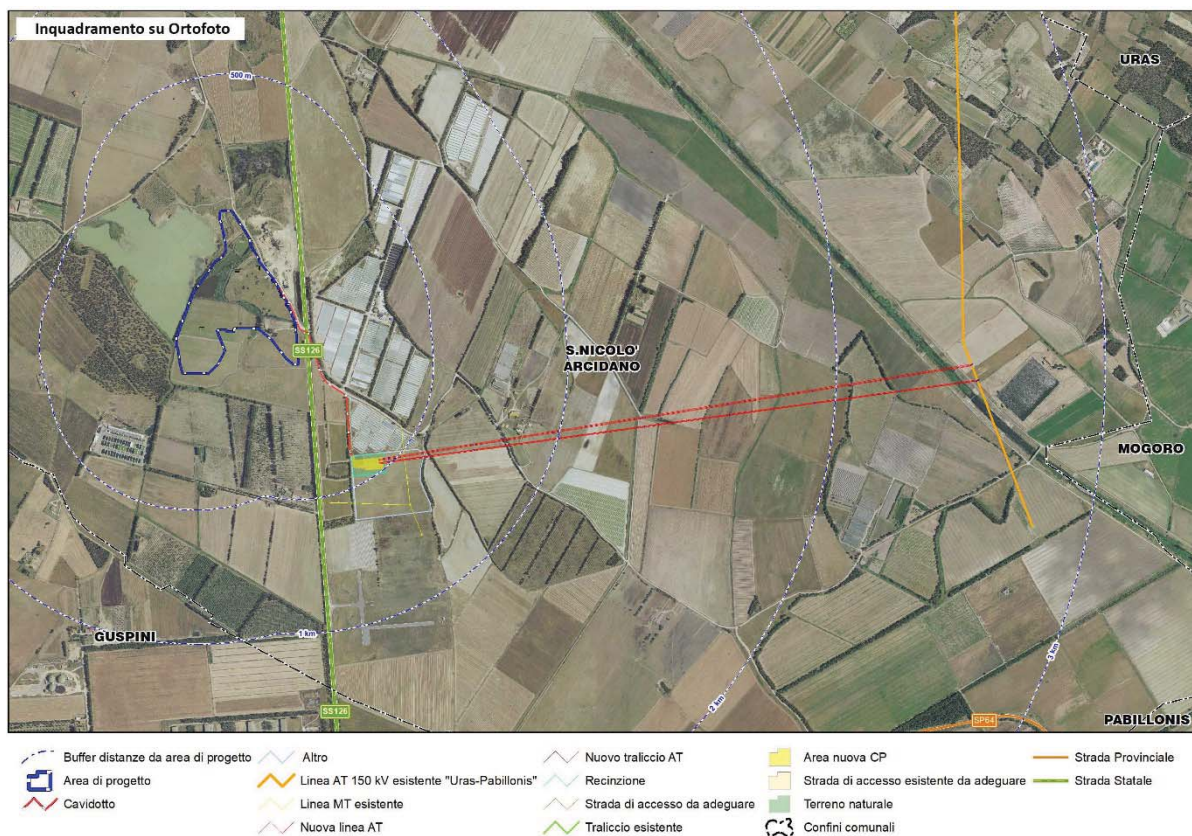 Inquadramento su Ortofoto
500 m
URAS
SS126
S.NICOLO'
ARCIDANO
MOGORO
GUSPINI
1 km
2 km
3 km
SS126
SP64
PABILLONIS
Buffer distanze da area di progetto
Area di progetto
Cavidotto
Altro
Linea AT 150 kV esistente "Uras-Pabillonis"
Linea MT esistente
Nuova linea AT
Nuovo traliccio AT
Recinzione
Strada di accesso da adeguare
Traliccio esistente
Area nuova CP
Strada di accesso esistente da adeguare
Terreno naturale
Confini comunali
Strada Provinciale
Strada Statale